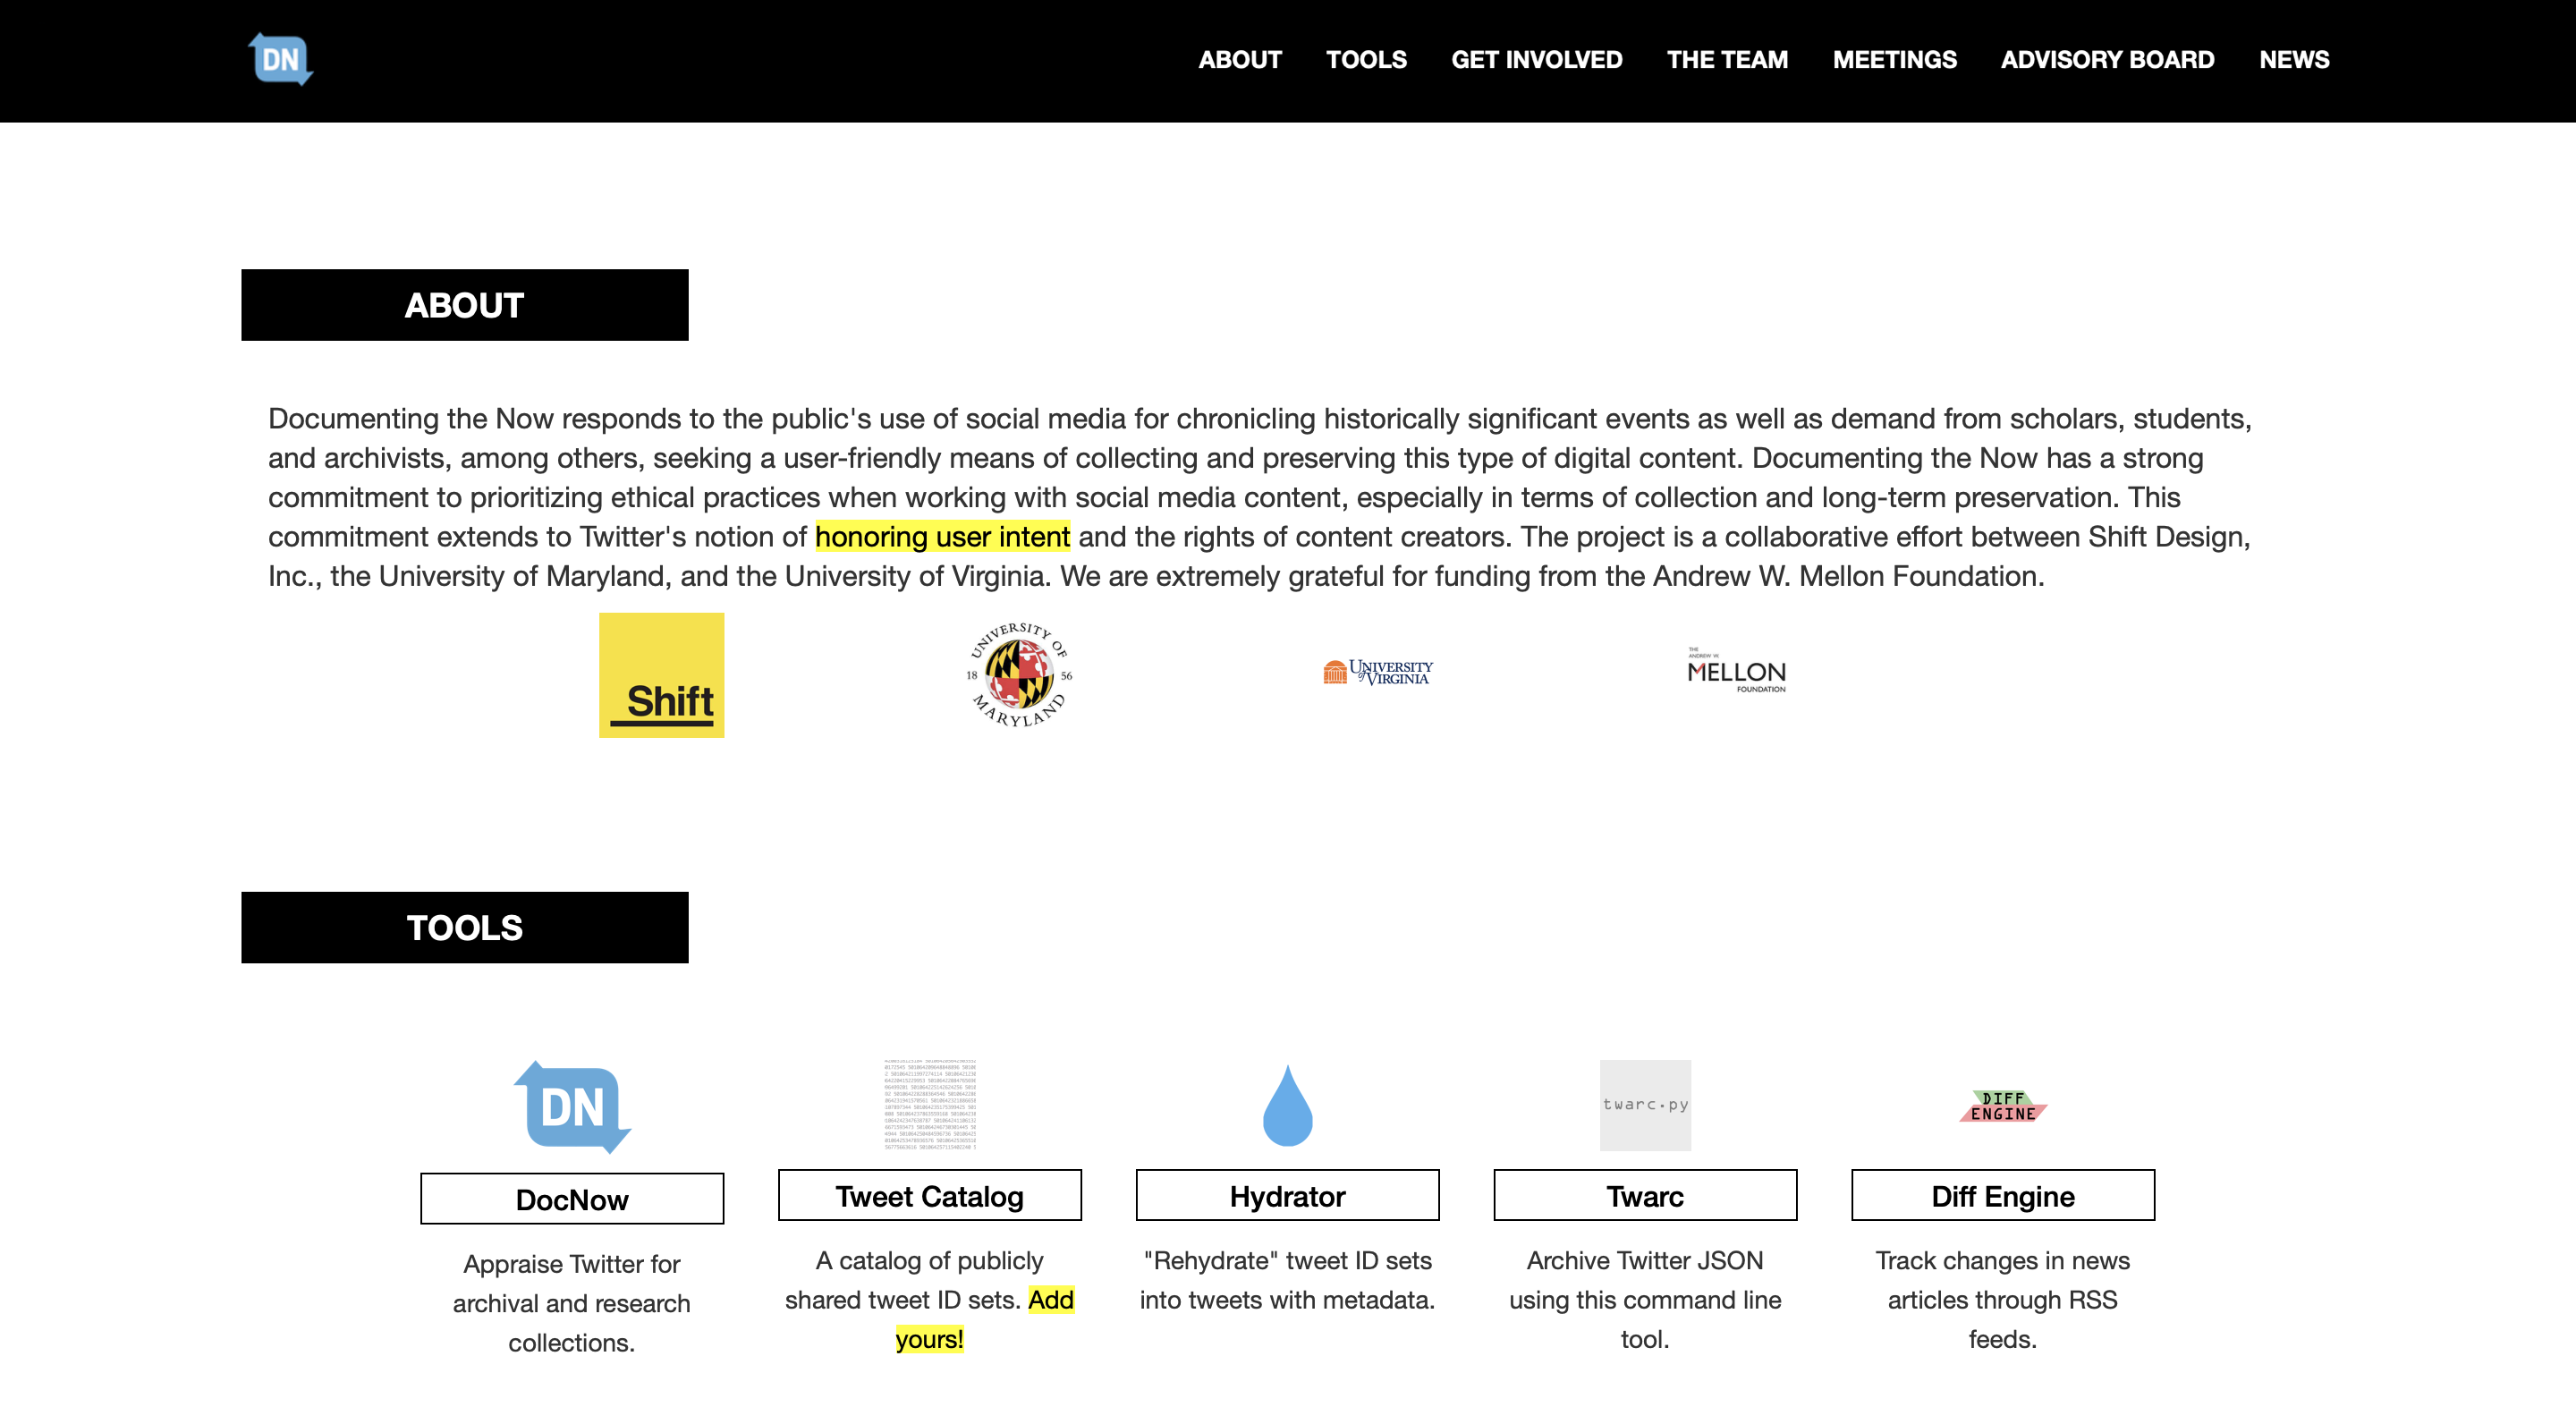 DN
ABOUT TOOLS GET INVOLVED THE TEAM MEETINGS ADVISORY BOARD NEWS
ABOUT
Documenting the Now responds to the public's use of social media for chronicling historically significant events as well as demand from scholars, students,
and archivists, among others, seeking a user-friendly means of collecting and preserving this type of digital content. Documenting the Now has a strong
commitment to prioritizing ethical practices when working with social media content, especially in terms of collection and long-term preservation. This
commitment extends to Twitter's notion of honoring user intent and the rights of content creators. The project is a collaborative effort between Shift Design,
Inc., the University of Maryland, and the University of Virginia. We are extremely grateful for funding from the Andrew W. Mellon Foundation.
Shift
UNIVERSITY OF
18 56
MARYLAND
UNIVERSITY
of VIRGINIA
THE
ANDREW W.
MELLON
FOUNDATION
TOOLS
DN
DocNow
Appraise Twitter for
archival and research
collections.
Tweet Catalog
A catalog of publicly
shared tweet ID sets. Add
yours!
Hydrator
"Rehydrate" tweet ID sets
into tweets with metadata.
twarc.py
Twarc
Archive Twitter JSON
using this command line
tool.
DIFF
ENGINE
Diff Engine
Track changes in news
articles through RSS
feeds.